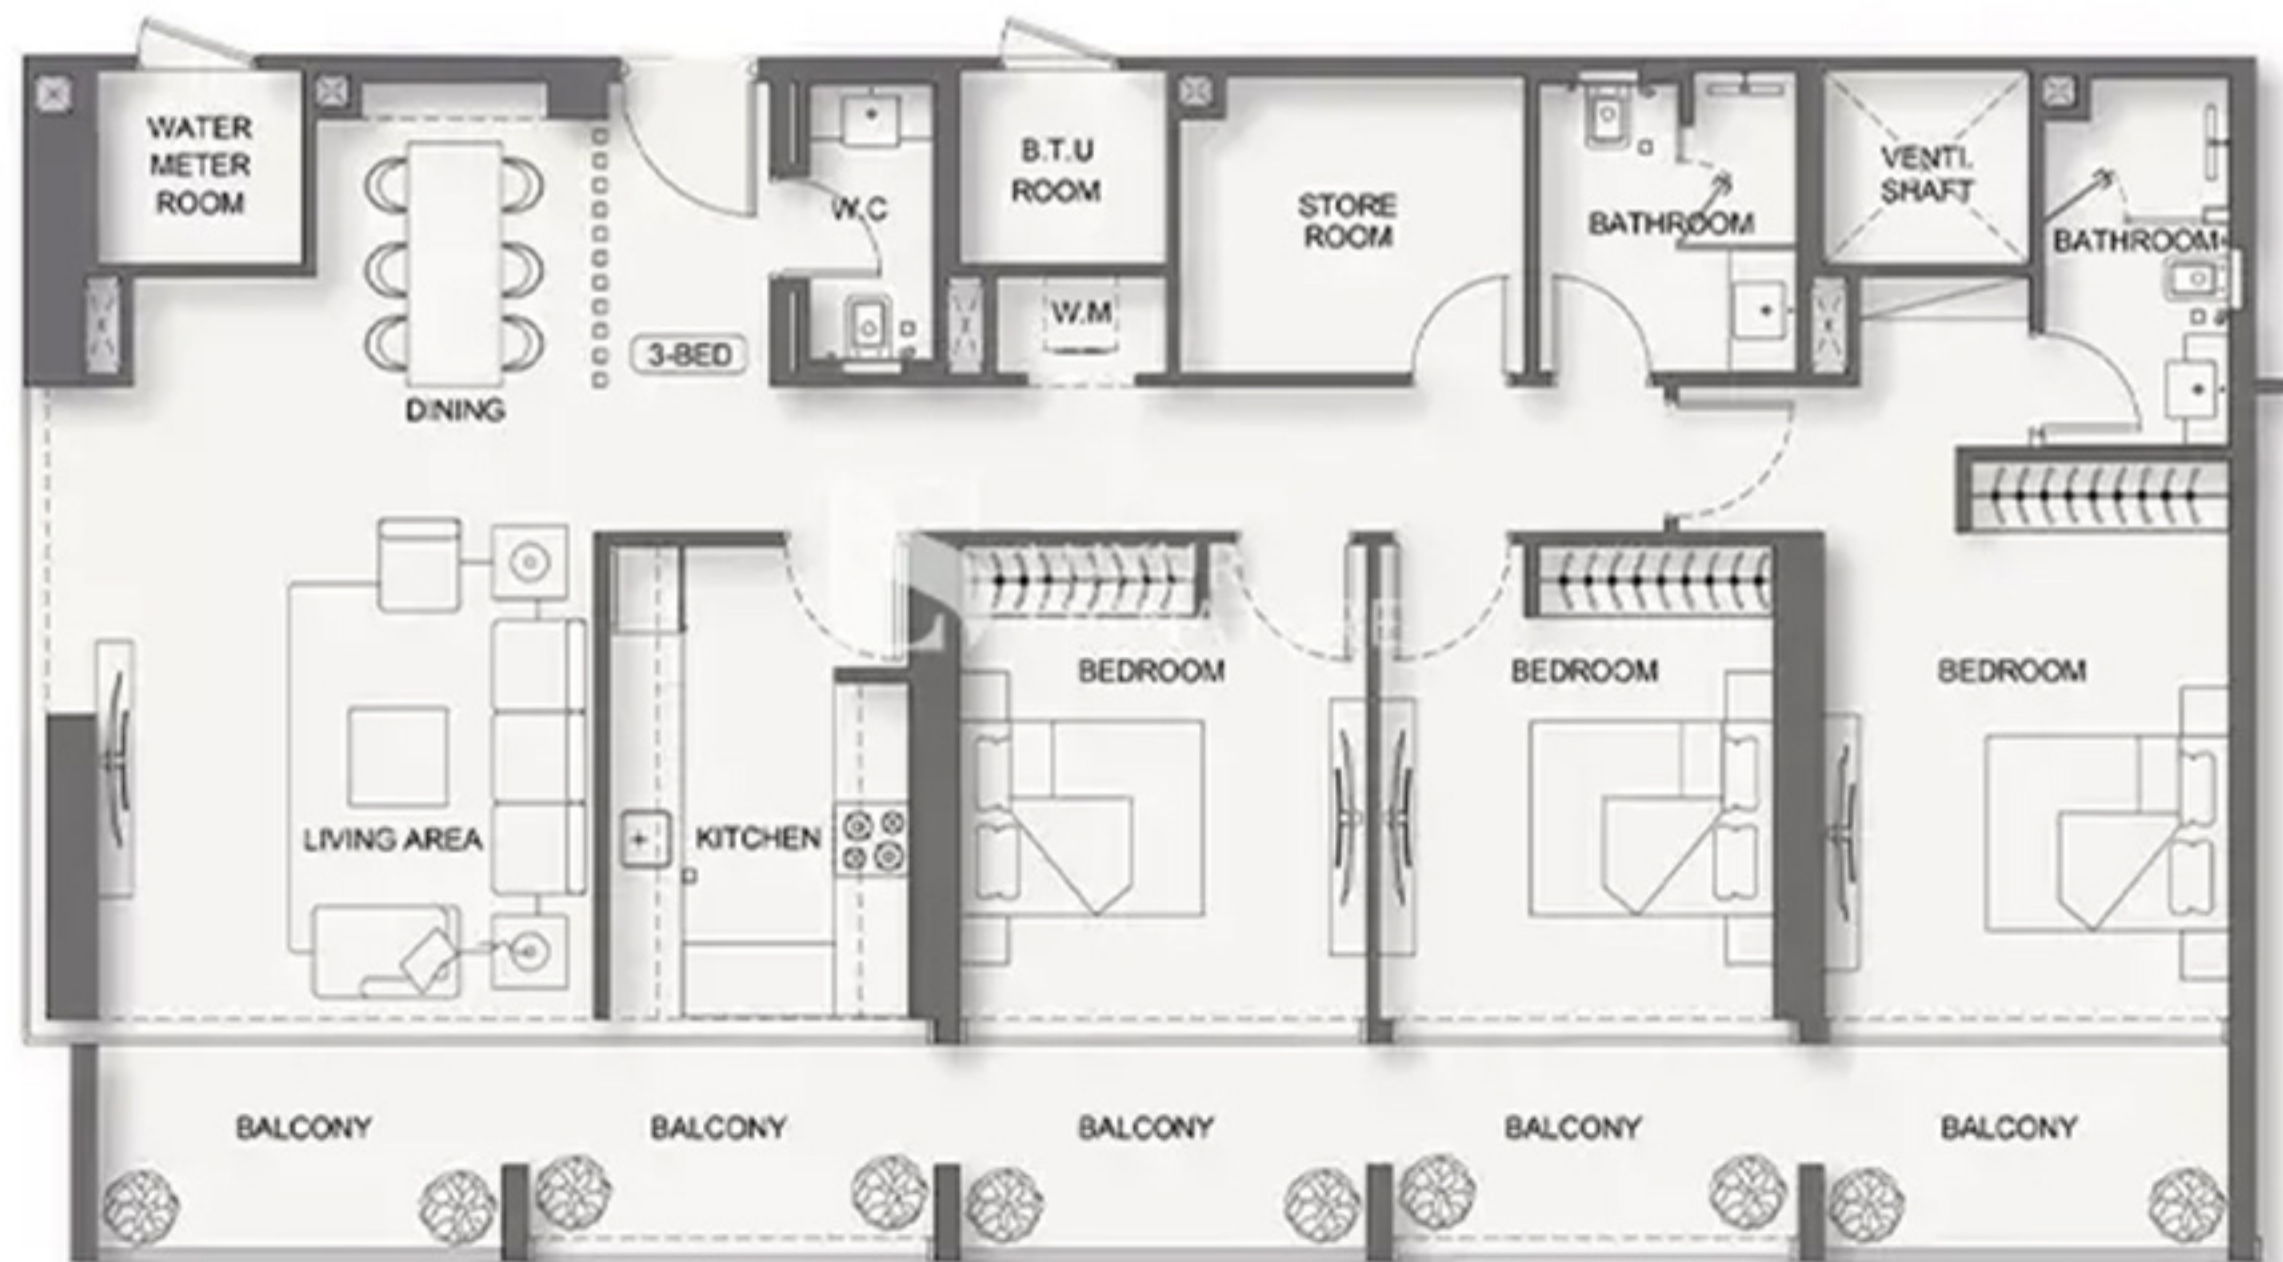 WATER
METER
ROOM
W.C
B.T.U
ROOM
STORE
ROOM
BATHROOM
VENTI.
SHAFT
BATHROOM
W.M
3-BED
DINING
BEDROOM
BEDROOM
BEDROOM
LIVING AREA
KITCHEN
BALCONY
BALCONY
BALCONY
BALCONY
BALCONY